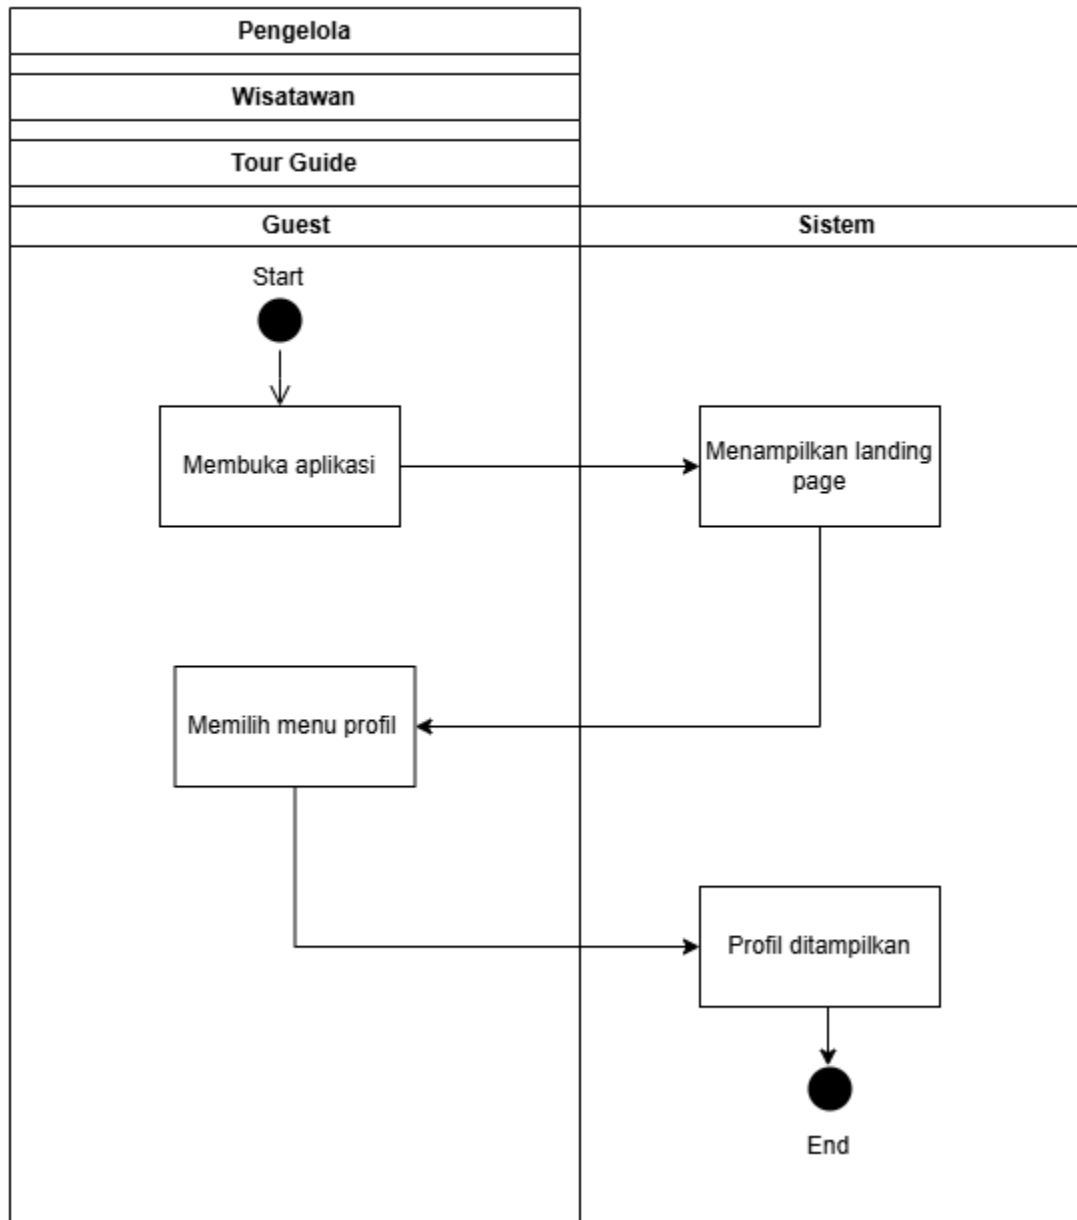 Pengelola
Wisatawan
Tour Guide
Guest
Sistem
Start
Membuka aplikasi
Menampilkan landing
page
Memilih menu profil
Profil ditampilkan
End